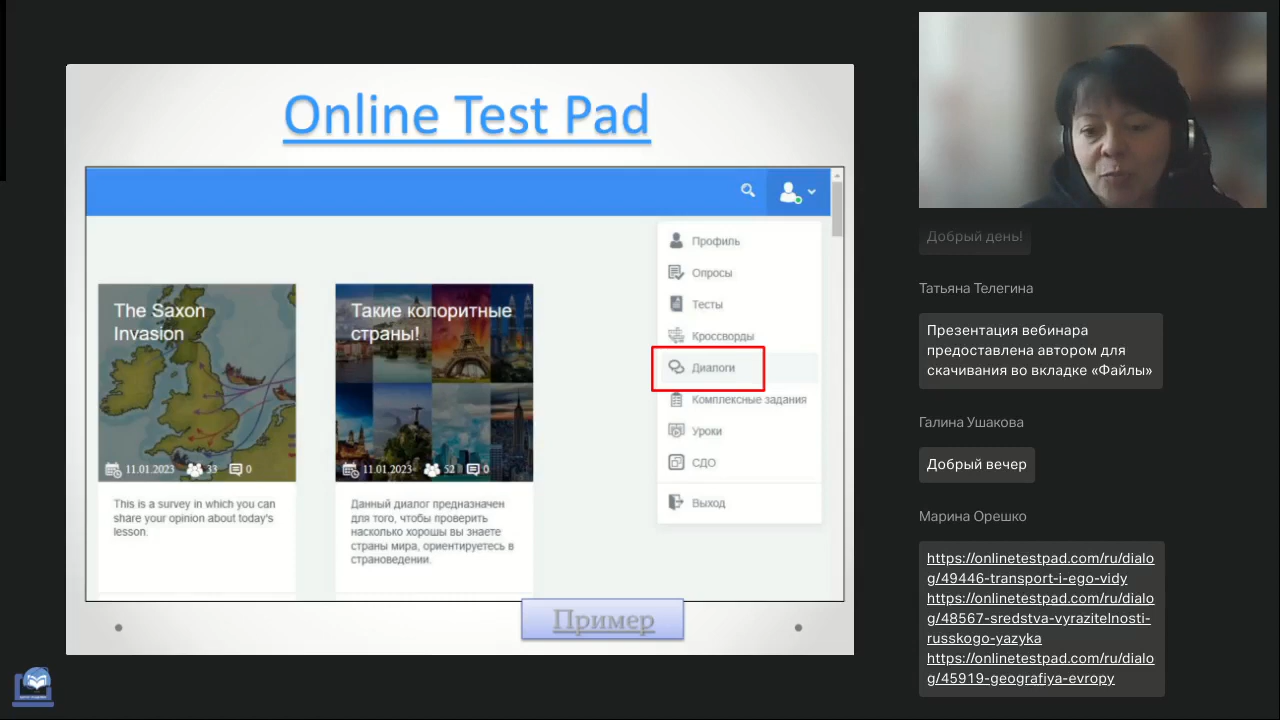 Online Test Pad
Профиль
Опросы
Тесты
Кроссворды
Диалоги
Комплексные задания
Уроки
СДО
Выход
The Saxon
Invasion
11.01.2023 33 0
This is a survey in which you can
share your opinion about today's
lesson.
Такие колоритные
страны!
11.01.2023 52 0
Данный диалог предназначен
для того, чтобы проверить
насколько хорошы вы знаете
страны мира, ориентируетесь в
страноведении.
Пример
Добрый день!
Татьяна Телегина
Презентация вебинара
предоставлена автором для
скачивания во вкладке «Файлы»
Галина Ушакова
Добрый вечер
Марина Орешко
https://onlinetestpad.com/ru/dialo
g/49446-transport-i-ego-vidy
https://onlinetestpad.com/ru/dialo
g/48567-sredstva-vyrazitelnosti-
russkogo-yazyka
https://onlinetestpad.com/ru/dialo
g/45919-geografiya-evropy